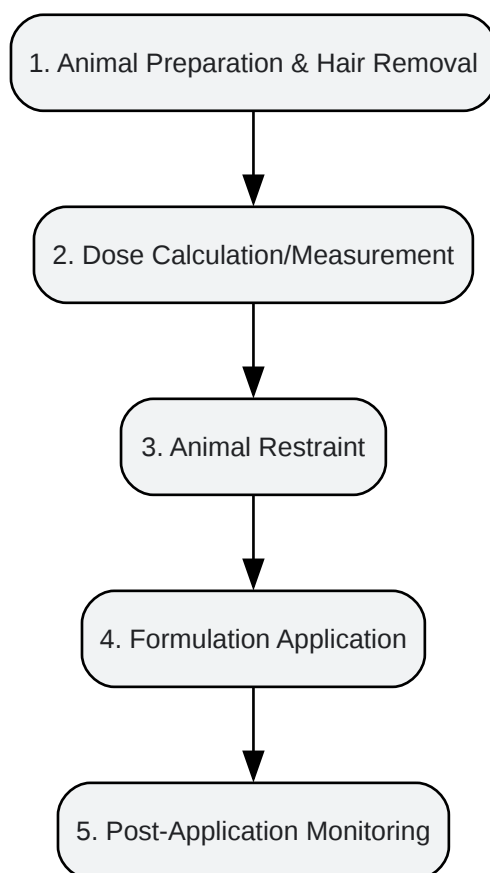 1. Animal Preparation & Hair Removal
2. Dose Calculation/Measurement
3. Animal Restraint
4. Formulation Application
5. Post-Application Monitoring